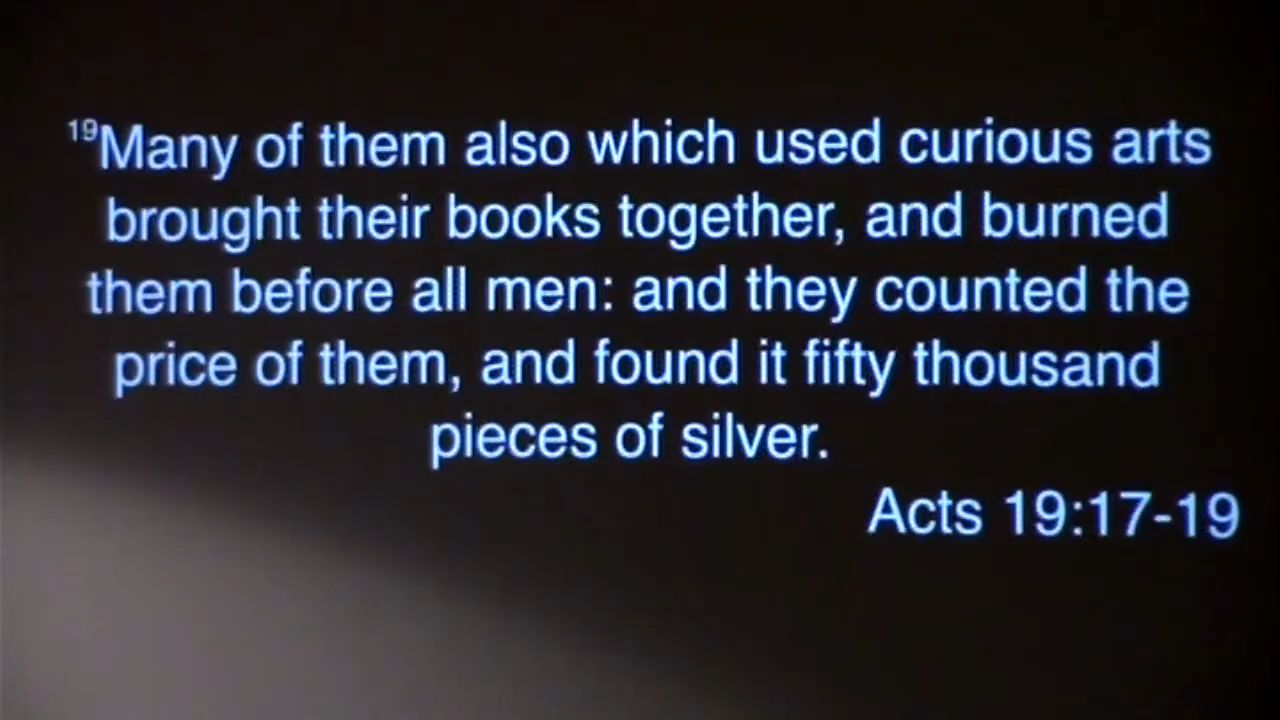 19Many of them also which used curious arts
brought their books together, and burned
them before all men: and they counted the
price of them, and found it fifty thousand
pieces of silver.
Acts 19:17-19